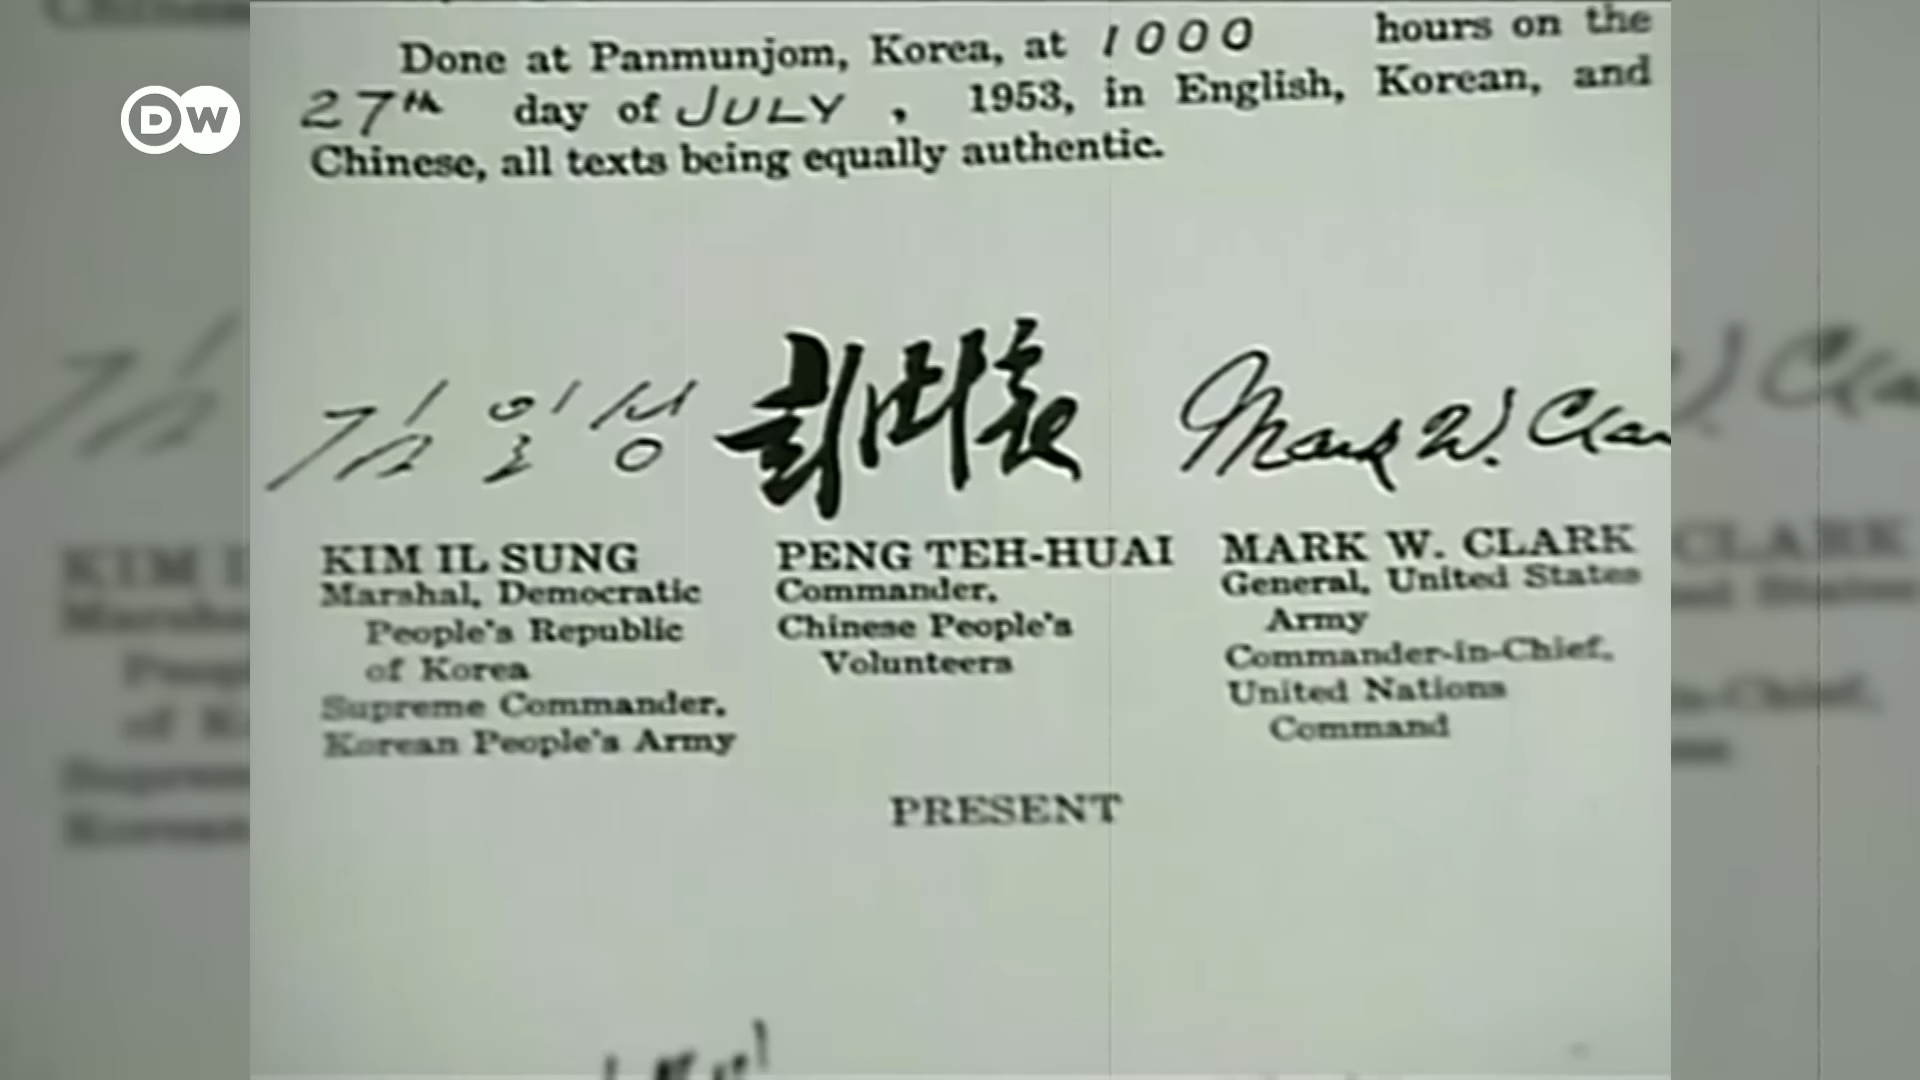 DW
Done at Panmunjom, Korea, at 1000 hours on the
27th day of JULY, 1953, in English, Korean, and
Chinese, all texts being equally authentic.
김일성 彭德懷 Mark W. Clar
KIM IL SUNG
Marshal, Democratic
People's Republic
of Korea
Supreme Commander,
Korean People's Army
PENG TEH-HUAI
Commander,
Chinese People's
Volunteers
MARK W. CLARK
General, United States
Army
Commander-in-Chief,
United Nations
Command
PRESENT